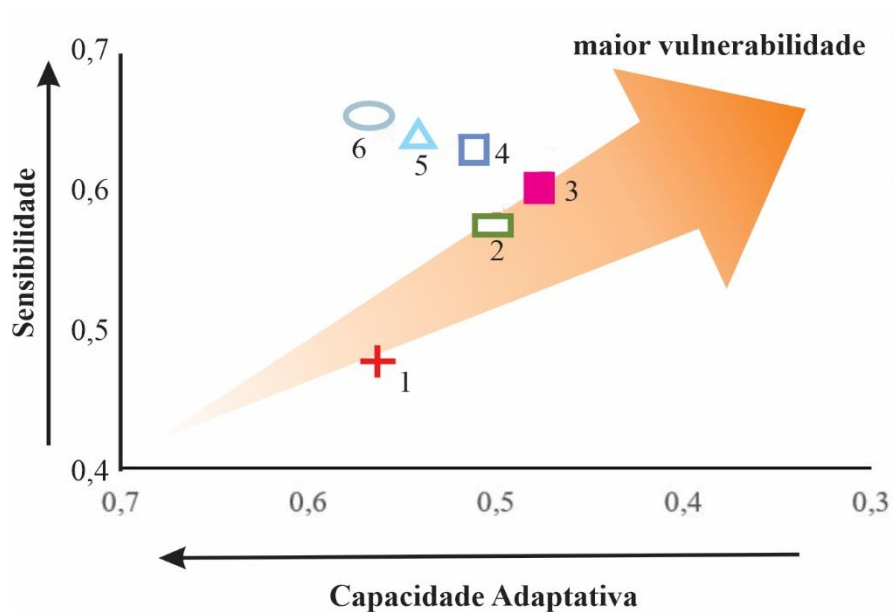 0,7
maior vulnerabilidade
6
5
4
0,6
3
2
Sensibilidade
0,5
1
0,4
0,7 0,6 0,5 0,4 0,3
Capacidade Adaptativa